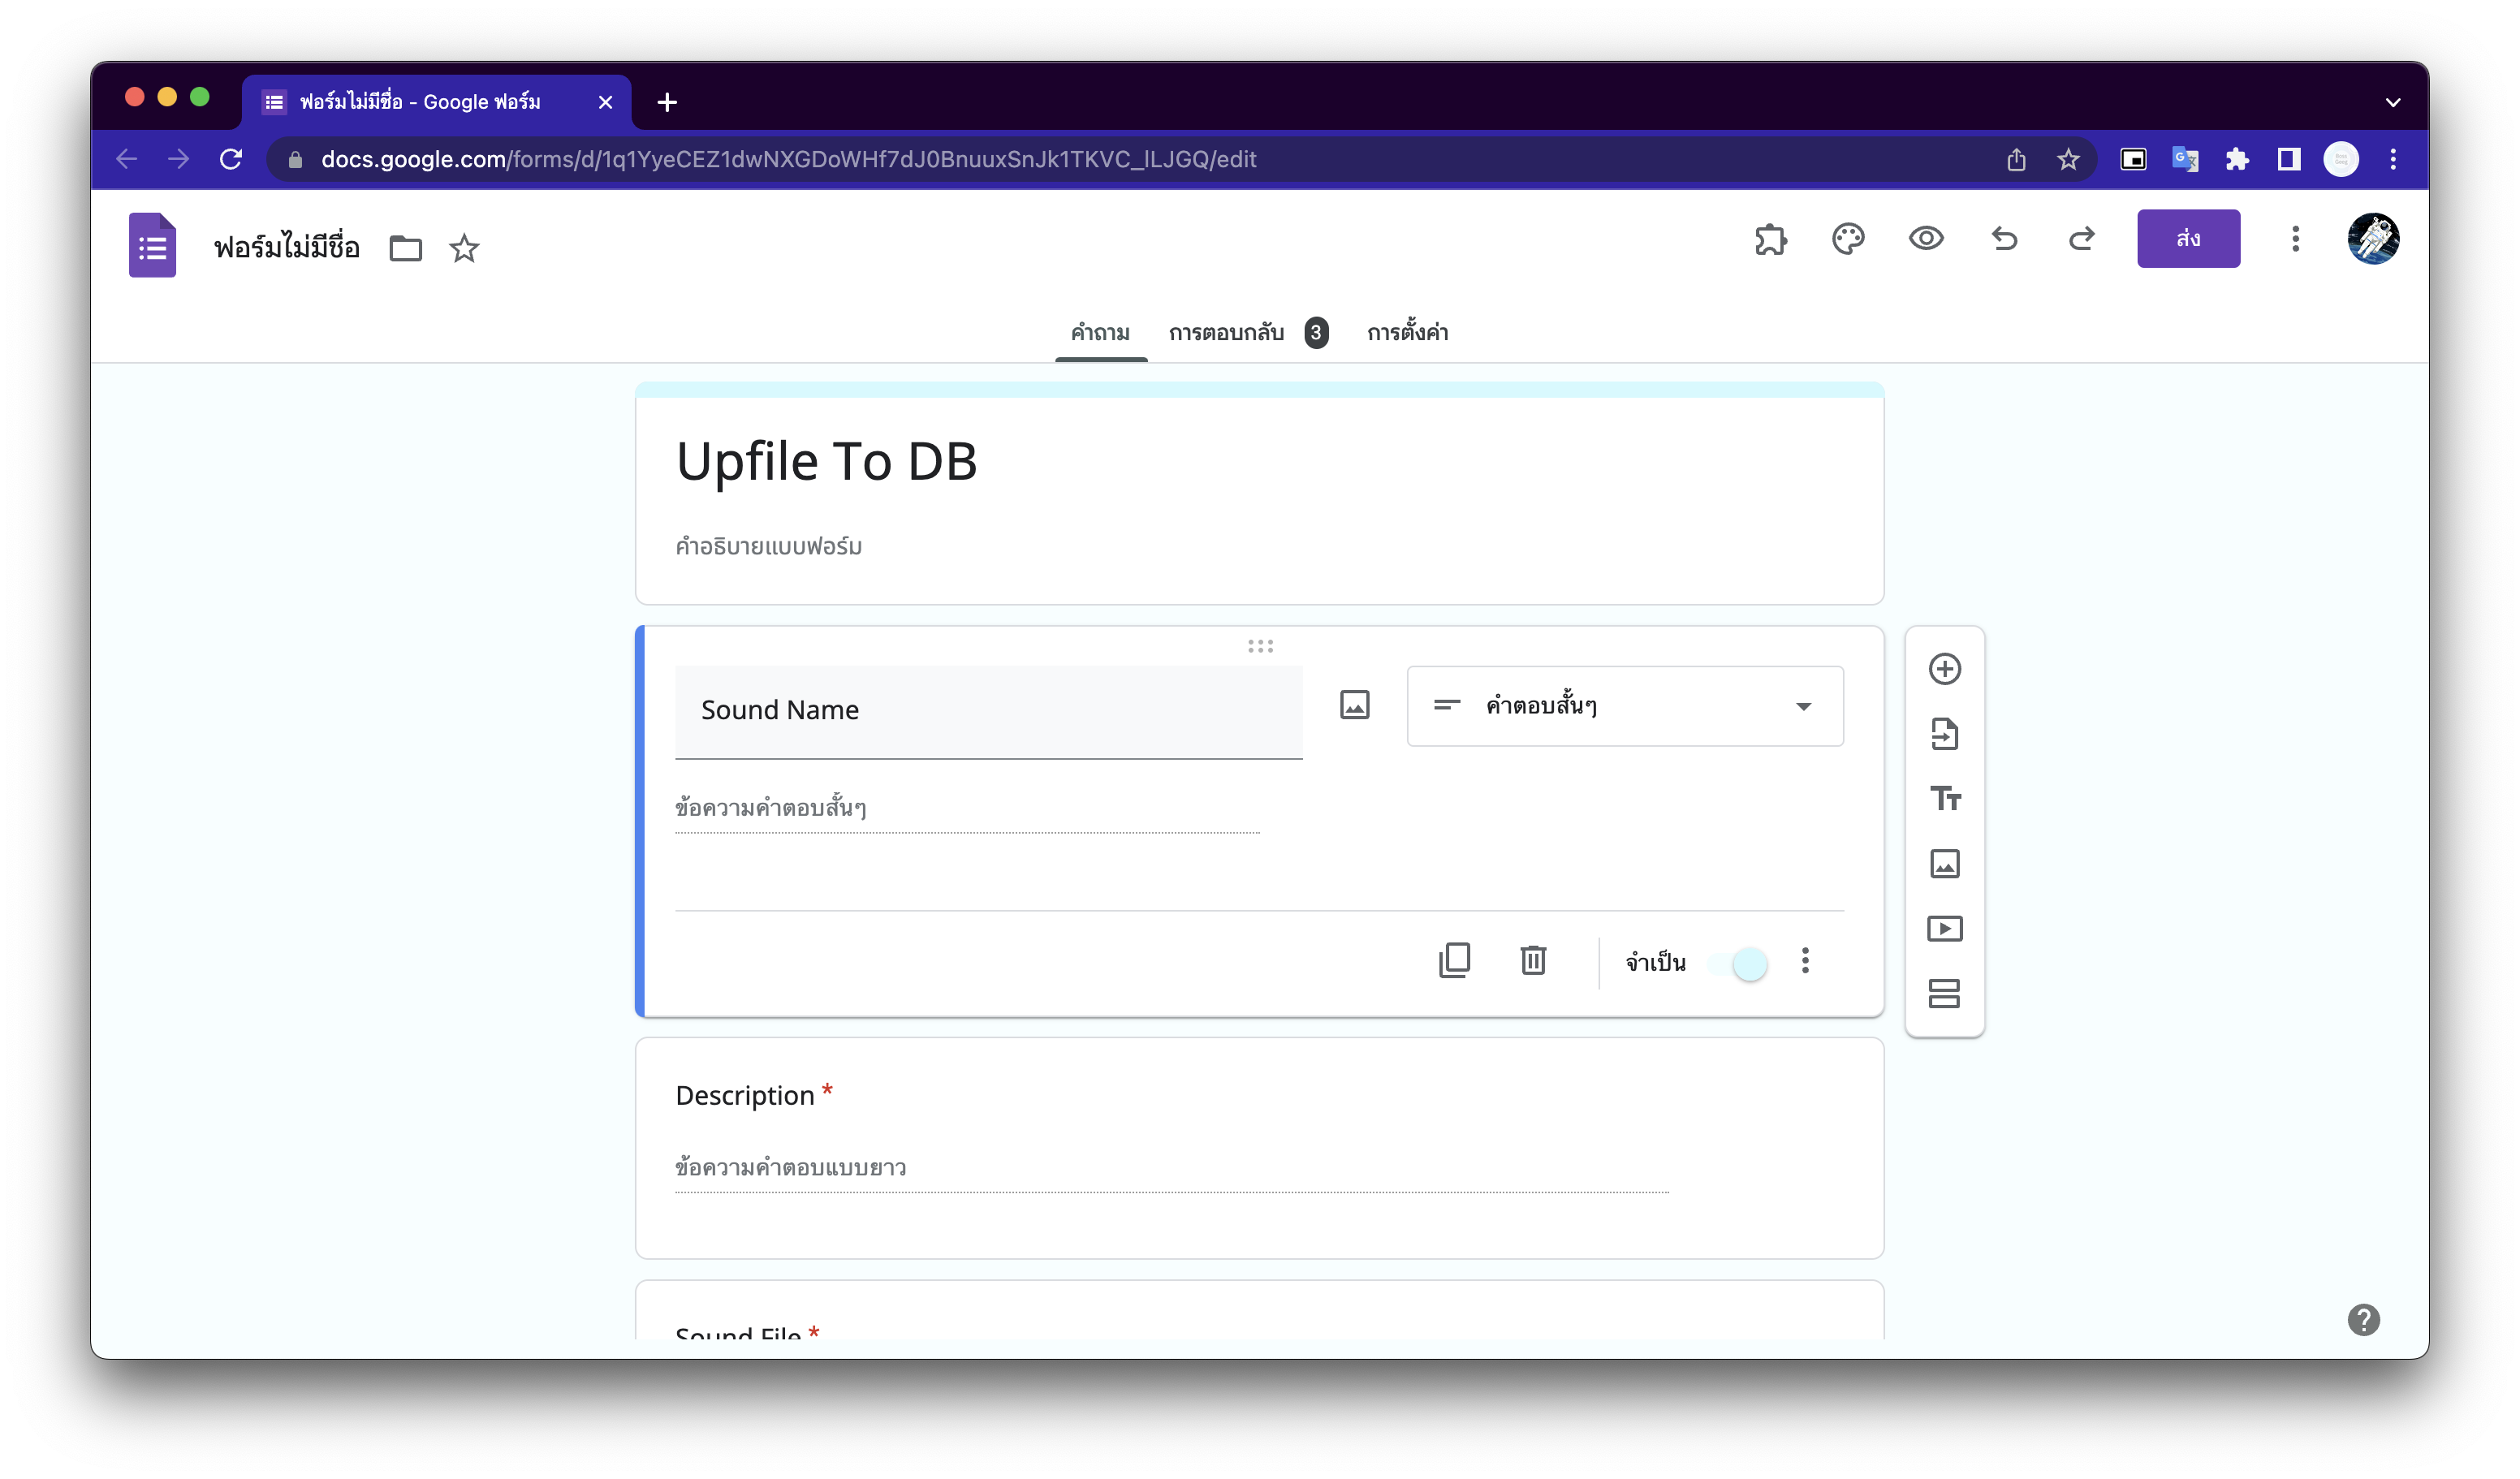 ฟอร์มไม่มีชื่อ - Google ฟอร์ม
docs.google.com/forms/d/1q1YyeCEZ1dwNXGDoWHf7dJ0BnuuxSnJk1TKVC_lLJGQ/edit
ฟอร์มไม่มีชื่อ
ส่ง
คำถาม
การตอบกลับ 3
การตั้งค่า
Upfile To DB
คำอธิบายแบบฟอร์ม
Sound Name
คำตอบสั้นๆ
ข้อความคำตอบสั้นๆ
จำเป็น
Description *
ข้อความคำตอบแบบยาว
Sound File *